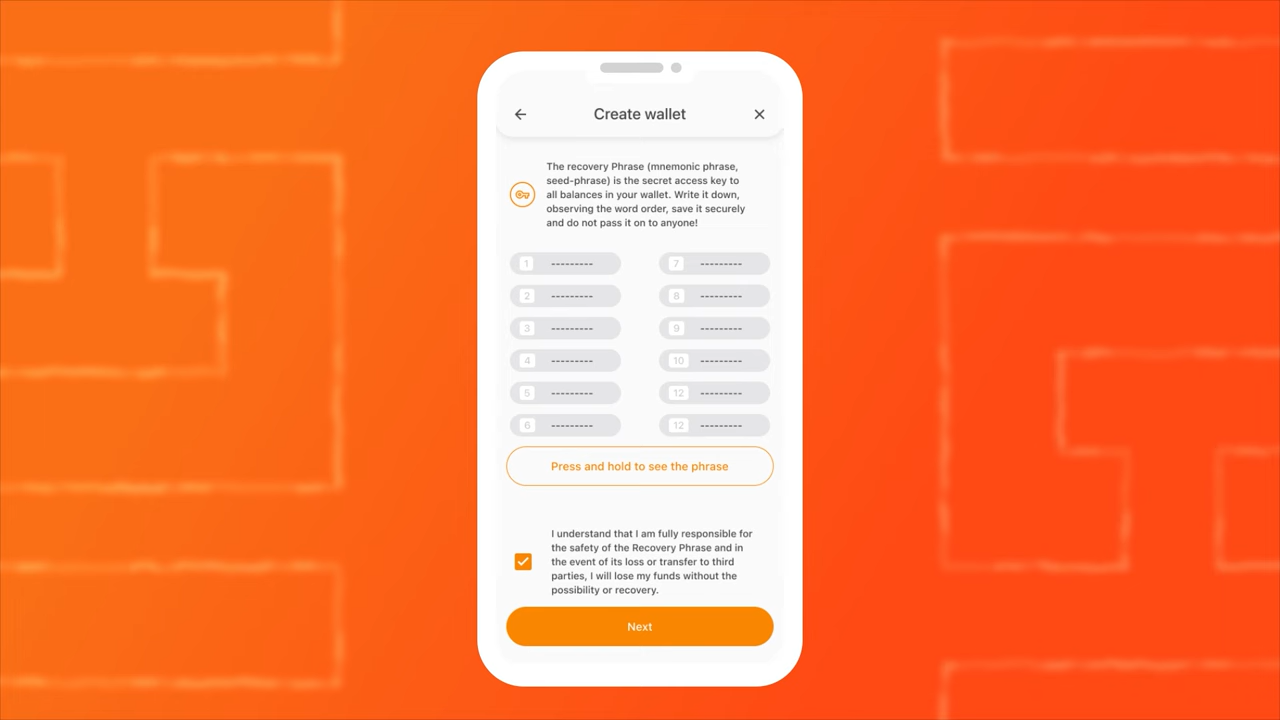 Create wallet
The recovery Phrase (mnemonic phrase,
seed-phrase) is the secret access key to
all balances in your wallet. Write it down,
observing the word order, save it securely
and do not pass it on to anyone!
1 ---------
7 ---------
2 ---------
8 ---------
3 ---------
9 ---------
4 ---------
10 ---------
5 ---------
12 ---------
6 ---------
12 ---------
Press and hold to see the phrase
I understand that I am fully responsible for
the safety of the Recovery Phrase and in
the event of its loss or transfer to third
parties, I will lose my funds without the
possibility or recovery.
Next